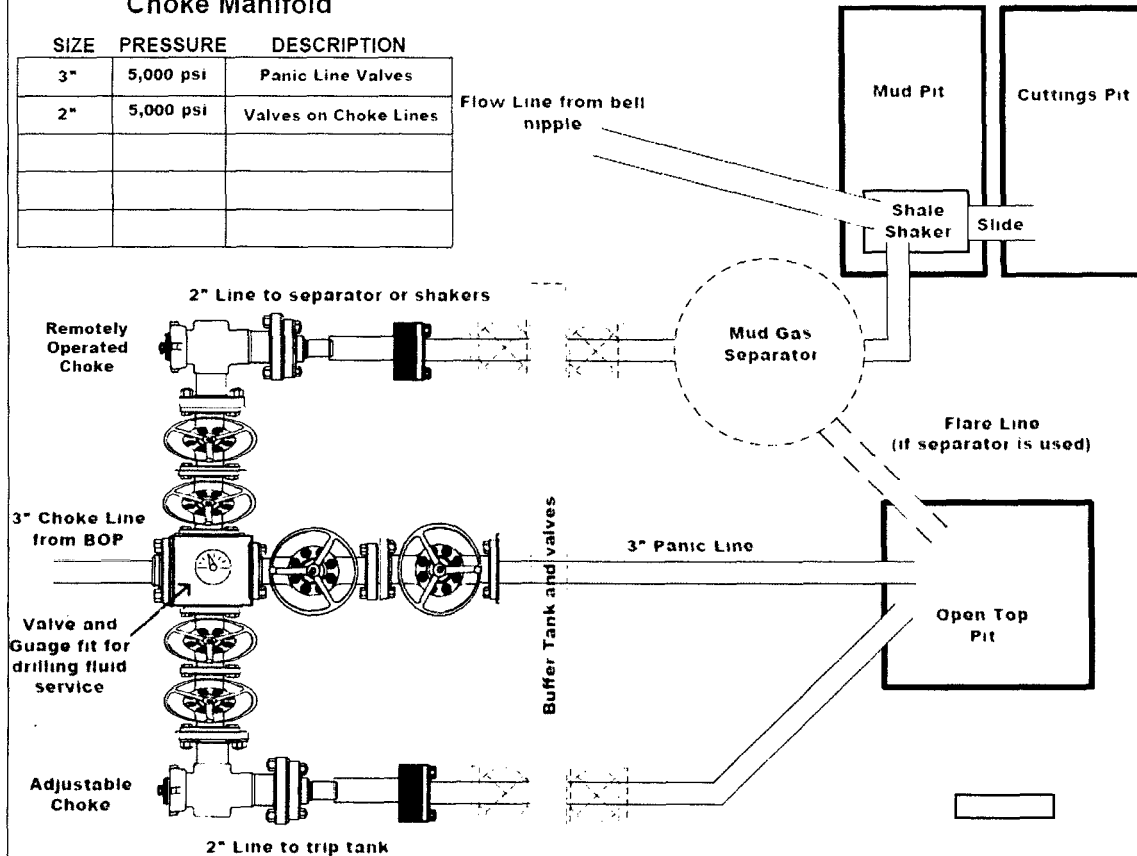 Choke Manifold
SIZE PRESSURE DESCRIPTION
3" 5,000 psi Panic Line Valves
2" 5,000 psi Valves on Choke Lines
Flow Line from bell
nipple
Mud Pit
Cuttings Pit
Shale
Shaker
Slide
2" Line to separator or shakers
Remotely
Operated
Choke
Mud Gas
Separator
Flare Line
(if separator is used)
3" Choke Line
from BOP
3" Panic Line
Buffer Tank and valves
Open Top
Pit
Valve and
Guage fit for
drilling fluid
service
Adjustable
Choke
2" Line to trip tank